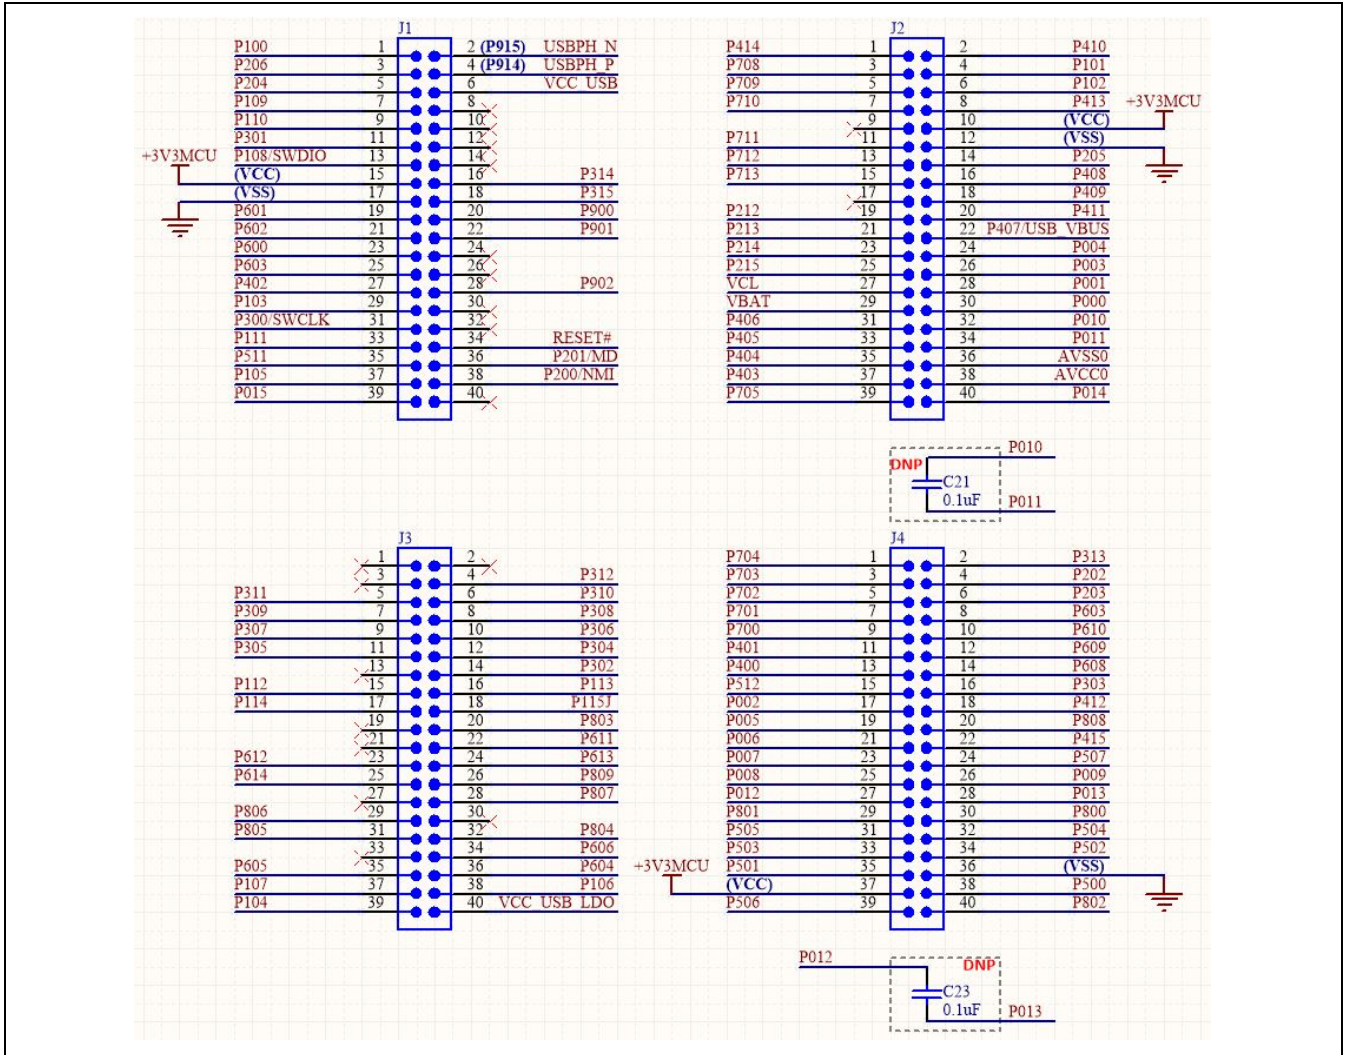 J1
P100 1 2 (P915) USBPH_N
P206 3 4 (P914) USBPH_P
P204 5 6 VCC_USB
P109 7 8
P110 9 10
P301 11 12
+3V3MCU P108/SWDIO 13 14
(VCC) 15 16 P314
(VSS) 17 18 P315
P601 19 20 P900
P602 21 22 P901
P600 23 24
P603 25 26
P402 27 28 P902
P103 29 30
P300/SWCLK 31 32
P111 33 34 RESET#
P511 35 36 P201/MD
P105 37 38 P200/NMI
P015 39 40
J2
P414 1 2 P410
P708 3 4 P101
P709 5 6 P102
P710 7 8 P413 +3V3MCU
9 10 (VCC)
P711 11 12 (VSS)
P712 13 14 P205
P713 15 16 P408
17 18 P409
P212 19 20 P411
P213 21 22 P407/USB_VBUS
P214 23 24 P004
P215 25 26 P003
VCL 27 28 P001
VBAT 29 30 P000
P406 31 32 P010
P405 33 34 P011
P404 35 36 AVSS0
P403 37 38 AVCC0
P705 39 40 P014
P010
DNP
C21
0.1uF
P011
J3
1 2
3 4 P312
P311 5 6 P310
P309 7 8 P308
P307 9 10 P306
P305 11 12 P304
13 14 P302
P112 15 16 P113
P114 17 18 P115J
19 20 P803
21 22 P611
P612 23 24 P613
P614 25 26 P809
27 28 P807
P806 29 30
P805 31 32 P804
33 34 P606
P605 35 36 P604
P107 37 38 P106
P104 39 40 VCC_USB_LDO
J4
P704 1 2 P313
P703 3 4 P202
P702 5 6 P203
P701 7 8 P603
P700 9 10 P610
P401 11 12 P609
P400 13 14 P608
P512 15 16 P303
P002 17 18 P412
P005 19 20 P808
P006 21 22 P415
P007 23 24 P507
P008 25 26 P009
P012 27 28 P013
P801 29 30 P800
P505 31 32 P504
P503 33 34 P502
+3V3MCU P501 35 36 (VSS)
(VCC) 37 38 P500
P506 39 40 P802
P012
DNP
C23
0.1uF
P013